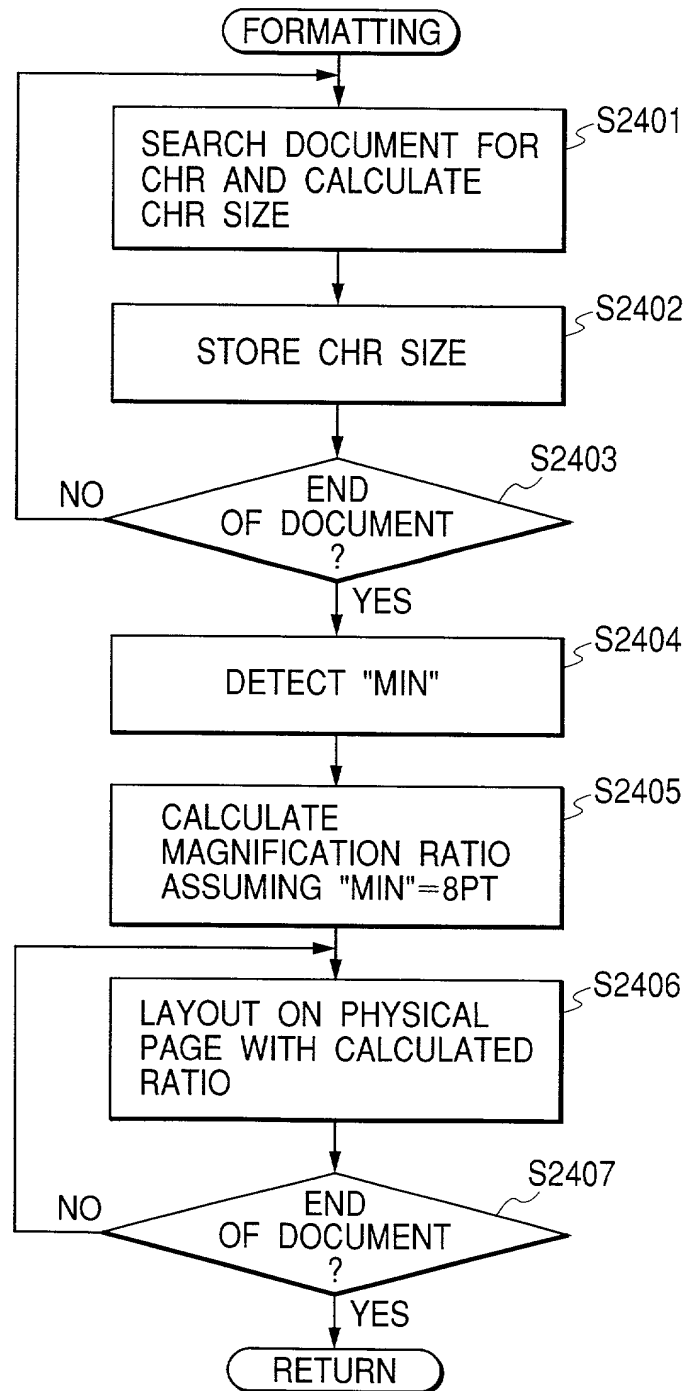 FORMATTING
S2401
SEARCH DOCUMENT FOR
CHR AND CALCULATE
CHR SIZE
S2402
STORE CHR SIZE
S2403
END
OF DOCUMENT
?
NO
YES
S2404
DETECT "MIN"
S2405
CALCULATE
MAGNIFICATION RATIO
ASSUMING "MIN"=8PT
S2406
LAYOUT ON PHYSICAL
PAGE WITH CALCULATED
RATIO
S2407
END
OF DOCUMENT
?
NO
YES
RETURN